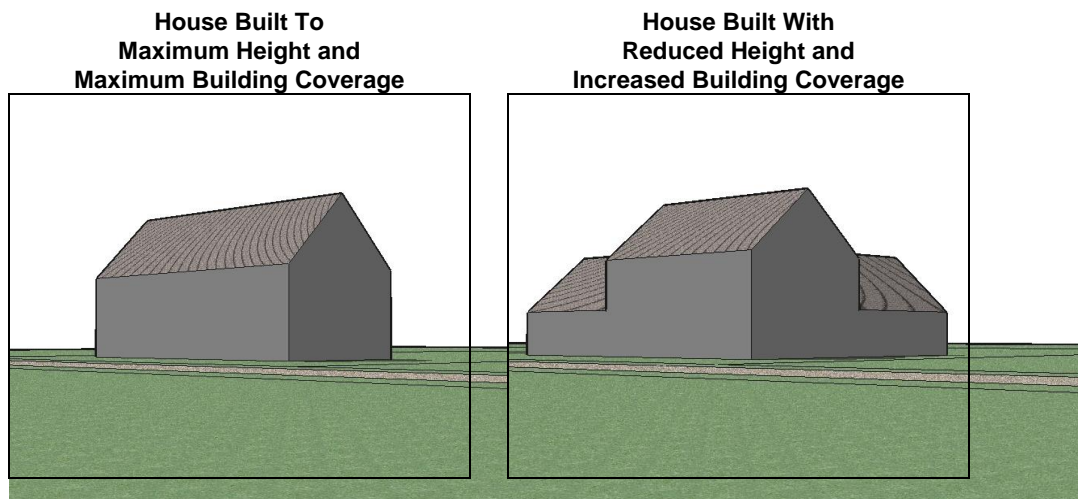 House Built To
Maximum Height and
Maximum Building Coverage
House Built With
Reduced Height and
Increased Building Coverage